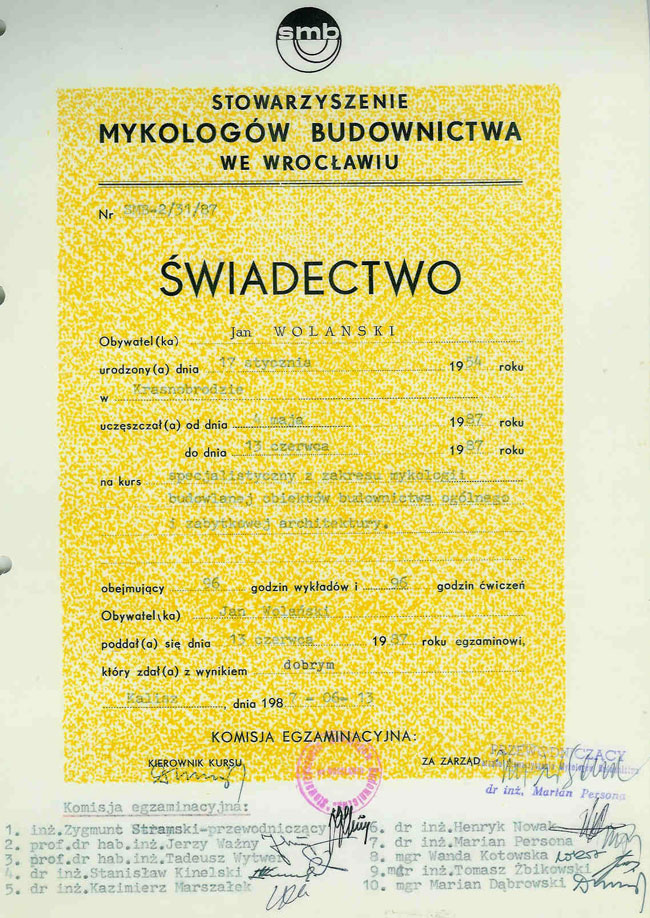 smb
STOWARZYSZENIE
MYKOLOGÓW BUDOWNICTWA
WE WROCŁAWIU
Nr SMB-2/31/87
ŚWIADECTWO
Obywatel(ka) Jan WOLAŃSKI
urodzony(a) dnia 17 stycznia 1954 roku
w Krasnobrodzie
uczęszczał(a) od dnia 4 maja 1987 roku
do dnia 13 czerwca 1987 roku
na kurs specjalistyczny z zakresu mykologii
budowlanej obiektów budownictwa ogólnego
i zabytkowej architektury.
obejmujący 96 godzin wykładów i 96 godzin ćwiczeń
Obywatel(ka) Jan Wolański
poddał(a) się dnia 13 czerwca 1987 roku egzaminowi,
który zdał(a) z wynikiem dobrym
Kalisz, dnia 1987 - 06- 13
KOMISJA EGZAMINACYJNA:
KIEROWNIK KURSU
ZA ZARZĄD
PRZEWODNICZĄCY
dr inż. Marian Persona
Komisja egzaminacyjna:
1. inż.Zygmunt Stramski-przewodniczący
2. prof.dr hab.inż.Jerzy Ważny
3. prof.dr hab.inż.Tadeusz Wytwer
4. dr inż.Stanisław Kinelski
5. dr inż.Kazimierz Marszałek
6. dr inż.Henryk Nowak
7. dr inż.Marian Persona
8. mgr Wanda Kotowska
9. dr inż.Tomasz Żbikowski
10. mgr Marian Dąbrowski